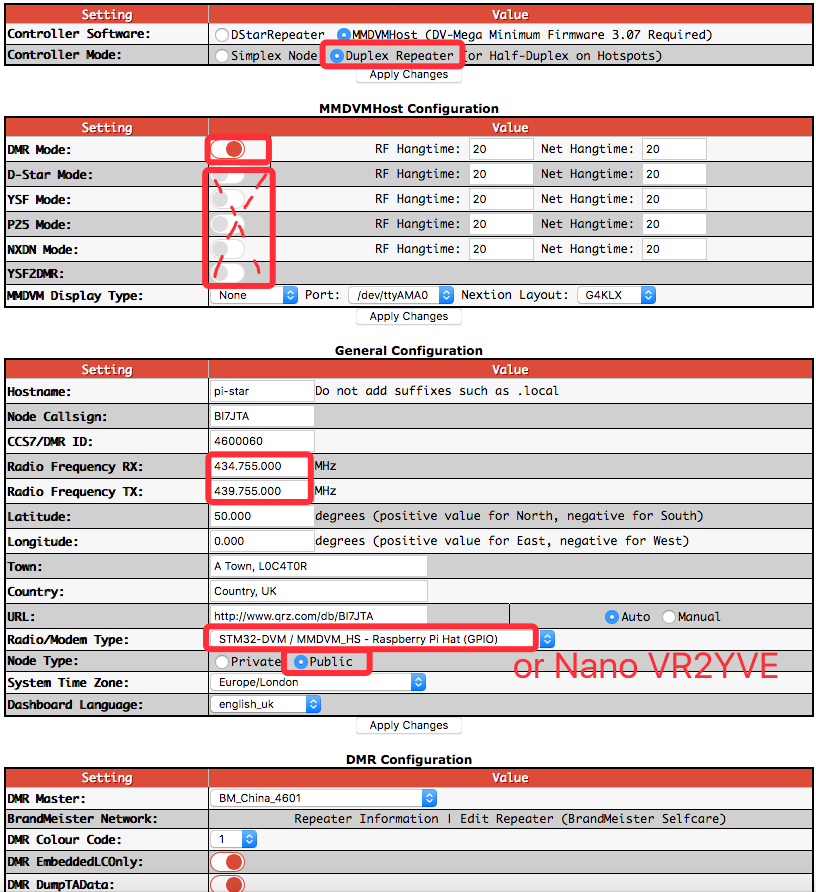 Setting Value
Controller Software: DStarRepeater MMDVMHost (DV-Mega Minimum Firmware 3.07 Required)
Controller Mode: Simplex Node Duplex Repeater or Half-Duplex on Hotspots)
Apply Changes
MMDVMHost Configuration
Setting Value
DMR Mode: RF Hangtime: 20 Net Hangtime: 20
D-Star Mode: RF Hangtime: 20 Net Hangtime: 20
YSF Mode: RF Hangtime: 20 Net Hangtime: 20
P25 Mode: RF Hangtime: 20 Net Hangtime: 20
NXDN Mode: RF Hangtime: 20 Net Hangtime: 20
YSF2DMR:
MMDVM Display Type: None Port: /dev/ttyAMA0 Nextion Layout: G4KLX
Apply Changes
General Configuration
Setting Value
Hostname: pi-star Do not add suffixes such as .local
Node Callsign: BI7JTA
CCS7/DMR ID: 4600060
Radio Frequency RX: 434.755.000 MHz
Radio Frequency TX: 439.755.000 MHz
Latitude: 50.000 degrees (positive value for North, negative for South)
Longitude: 0.000 degrees (positive value for East, negative for West)
Town: A Town, L0C4T0R
Country: Country, UK
URL: http://www.qrz.com/db/BI7JTA Auto Manual
Radio/Modem Type: STM32-DVM / MMDVM_HS - Raspberry Pi Hat (GPIO)
Node Type: Private Public or Nano VR2YVE
System Time Zone: Europe/London
Dashboard Language: english_uk
Apply Changes
DMR Configuration
Setting Value
DMR Master: BM_China_4601
BrandMeister Network: Repeater Information | Edit Repeater (BrandMeister Selfcare)
DMR Colour Code: 1
DMR EmbeddedLCOnly:
DMR DumpTAData: